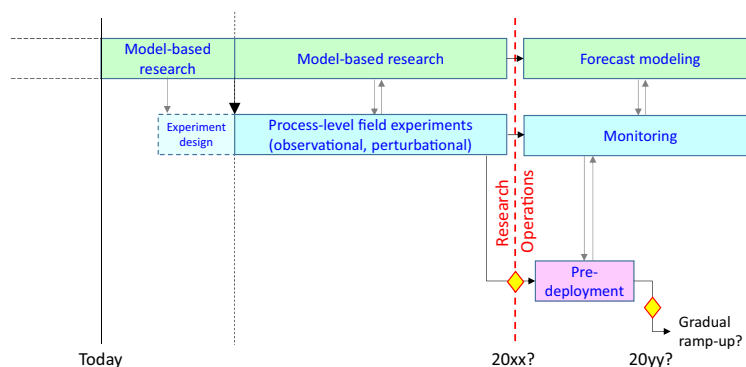 Model-based
research
Model-based research
Forecast modeling
Experiment
design
Process-level field experiments
(observational, perturbational)
Monitoring
Research
Operations
Pre-
deployment
Gradual
ramp-up?
Today
20xx?
20yy?